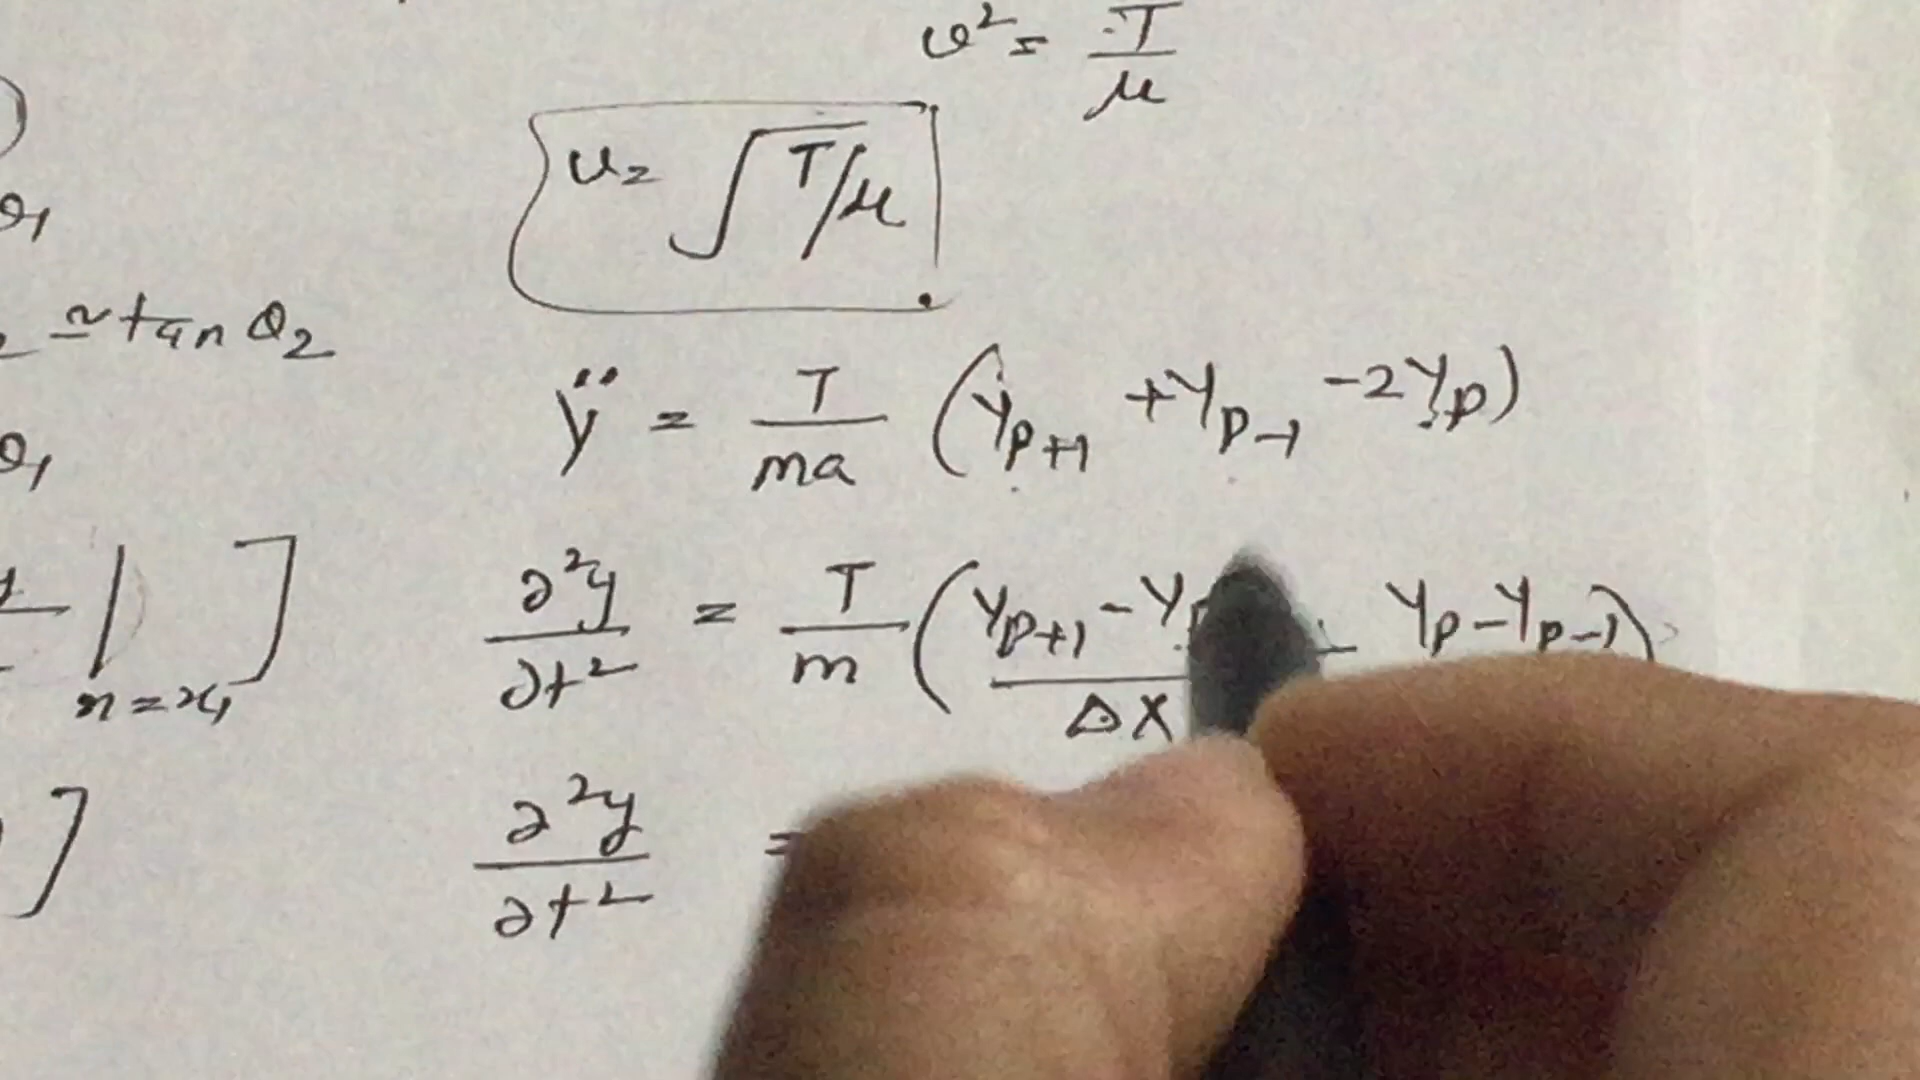 υ² = T/μ
υ = √T/μ
θ₁
≃ tan θ₂
ÿ = T/ma (y_{p+1} + y_{p-1} - 2y_p)
θ₁
∂²y/∂t² = T/m (y_{p+1} - y / Δx - y_p - y_{p-1})
| ]
x = x₁
∂²y/∂t² =
]